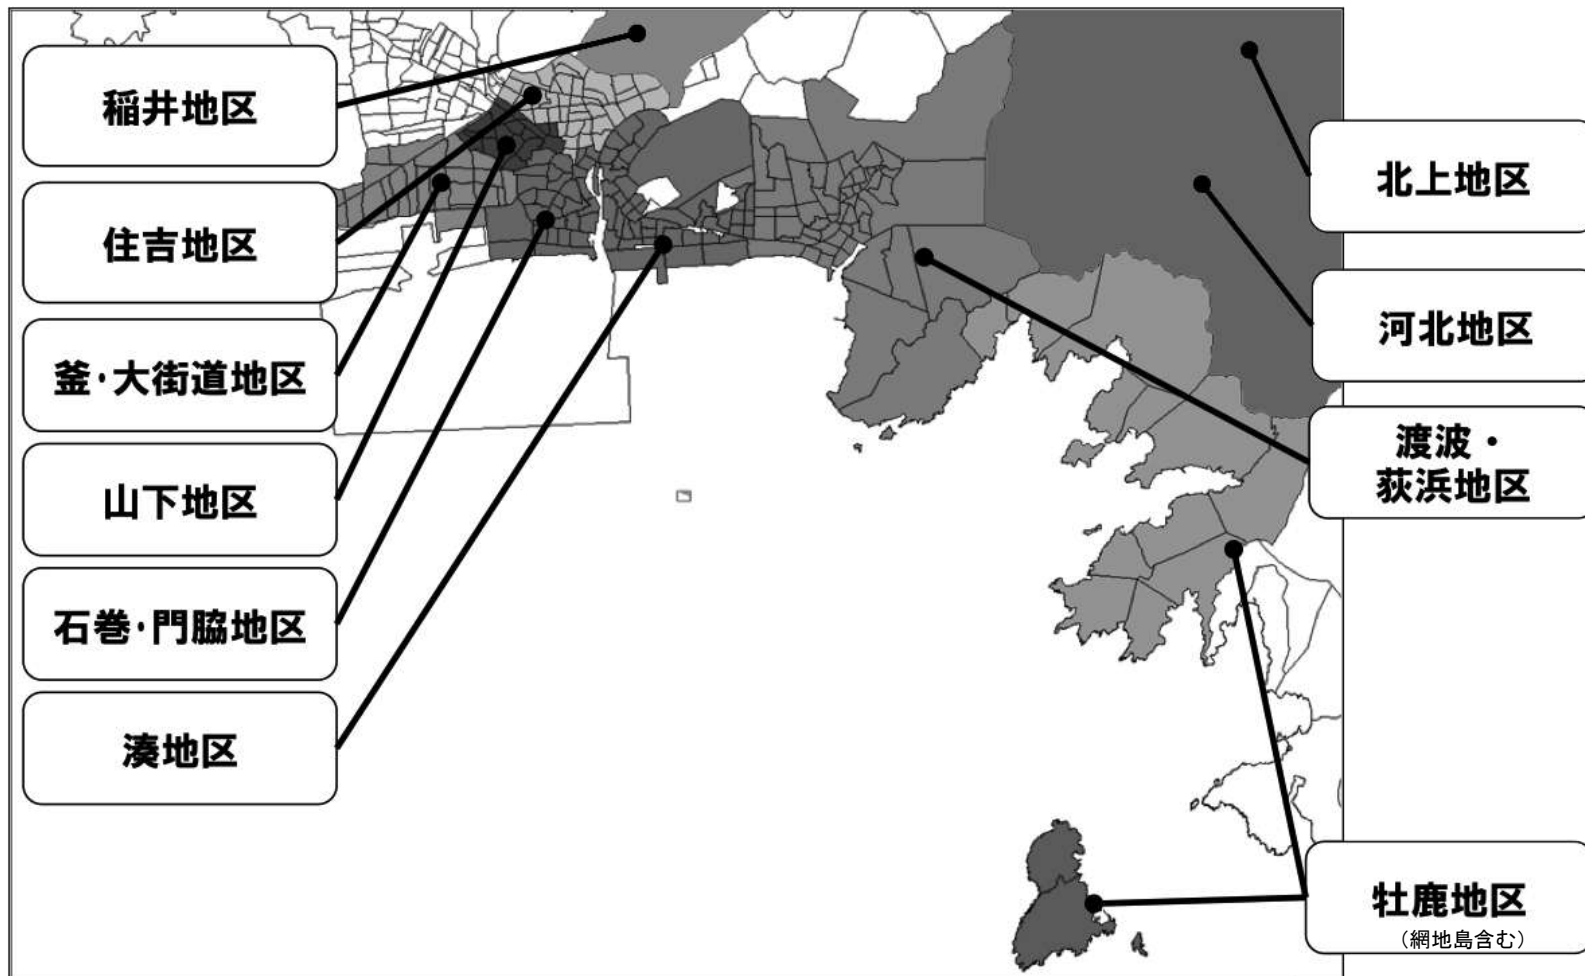 稲井地区
住吉地区
釜・大街道地区
山下地区
石巻・門脇地区
湊地区
北上地区
河北地区
渡波・
荻浜地区
牡鹿地区
（網地島含む）